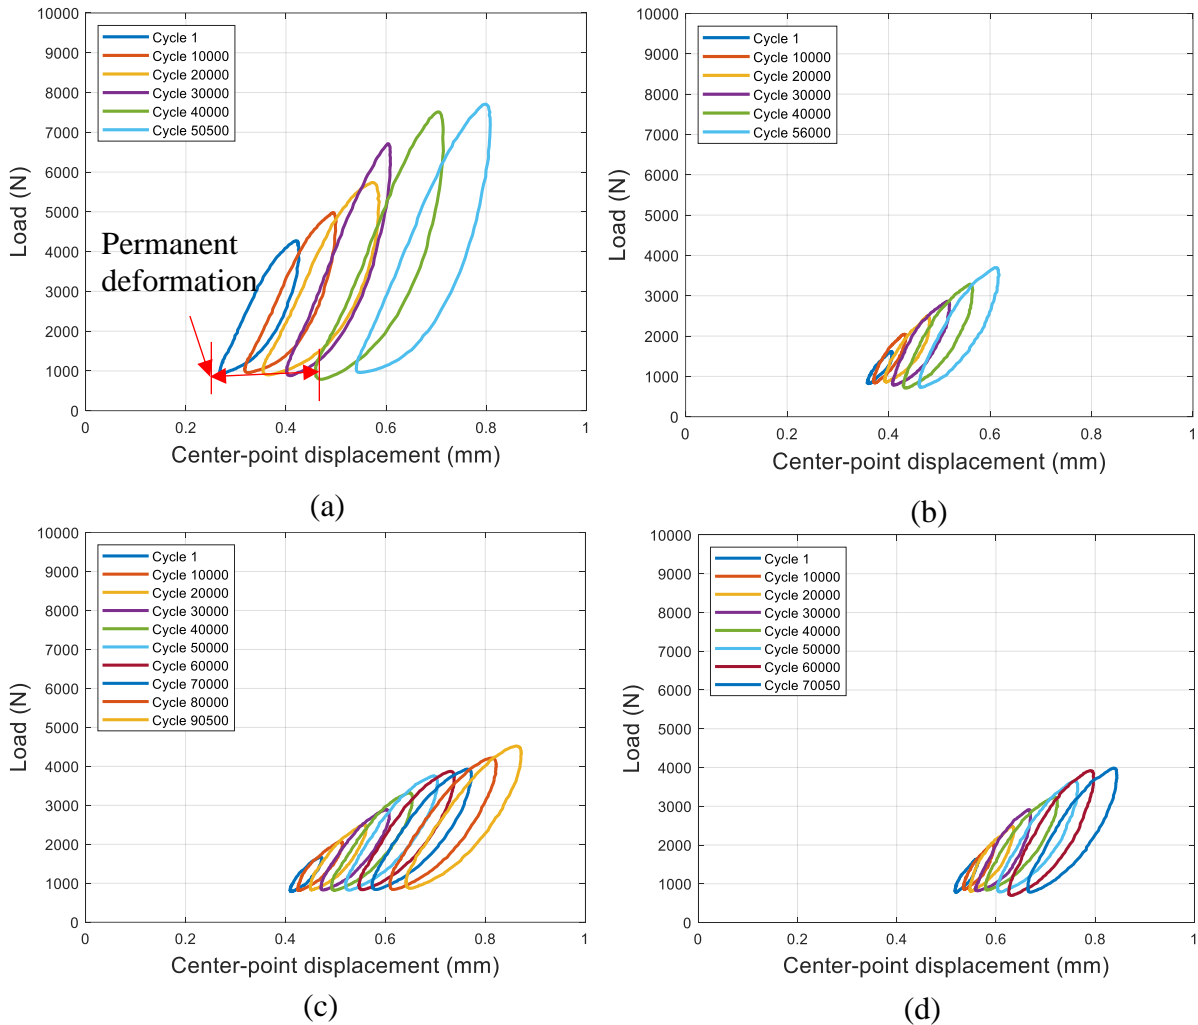 10000
9000
8000
7000
6000
5000
4000
3000
2000
1000
0
Load (N)
Cycle 1
Cycle 10000
Cycle 20000
Cycle 30000
Cycle 40000
Cycle 50500
Permanent
deformation
0 0.2 0.4 0.6 0.8 1
Center-point displacement (mm)
(a)
10000
9000
8000
7000
6000
5000
4000
3000
2000
1000
0
Load (N)
Cycle 1
Cycle 10000
Cycle 20000
Cycle 30000
Cycle 40000
Cycle 56000
0 0.2 0.4 0.6 0.8 1
Center-point displacement (mm)
(b)
10000
9000
8000
7000
6000
5000
4000
3000
2000
1000
0
Load (N)
Cycle 1
Cycle 10000
Cycle 20000
Cycle 30000
Cycle 40000
Cycle 50000
Cycle 60000
Cycle 70000
Cycle 80000
Cycle 90500
0 0.2 0.4 0.6 0.8 1
Center-point displacement (mm)
(c)
10000
9000
8000
7000
6000
5000
4000
3000
2000
1000
0
Load (N)
Cycle 1
Cycle 10000
Cycle 20000
Cycle 30000
Cycle 40000
Cycle 50000
Cycle 60000
Cycle 70050
0 0.2 0.4 0.6 0.8 1
Center-point displacement (mm)
(d)